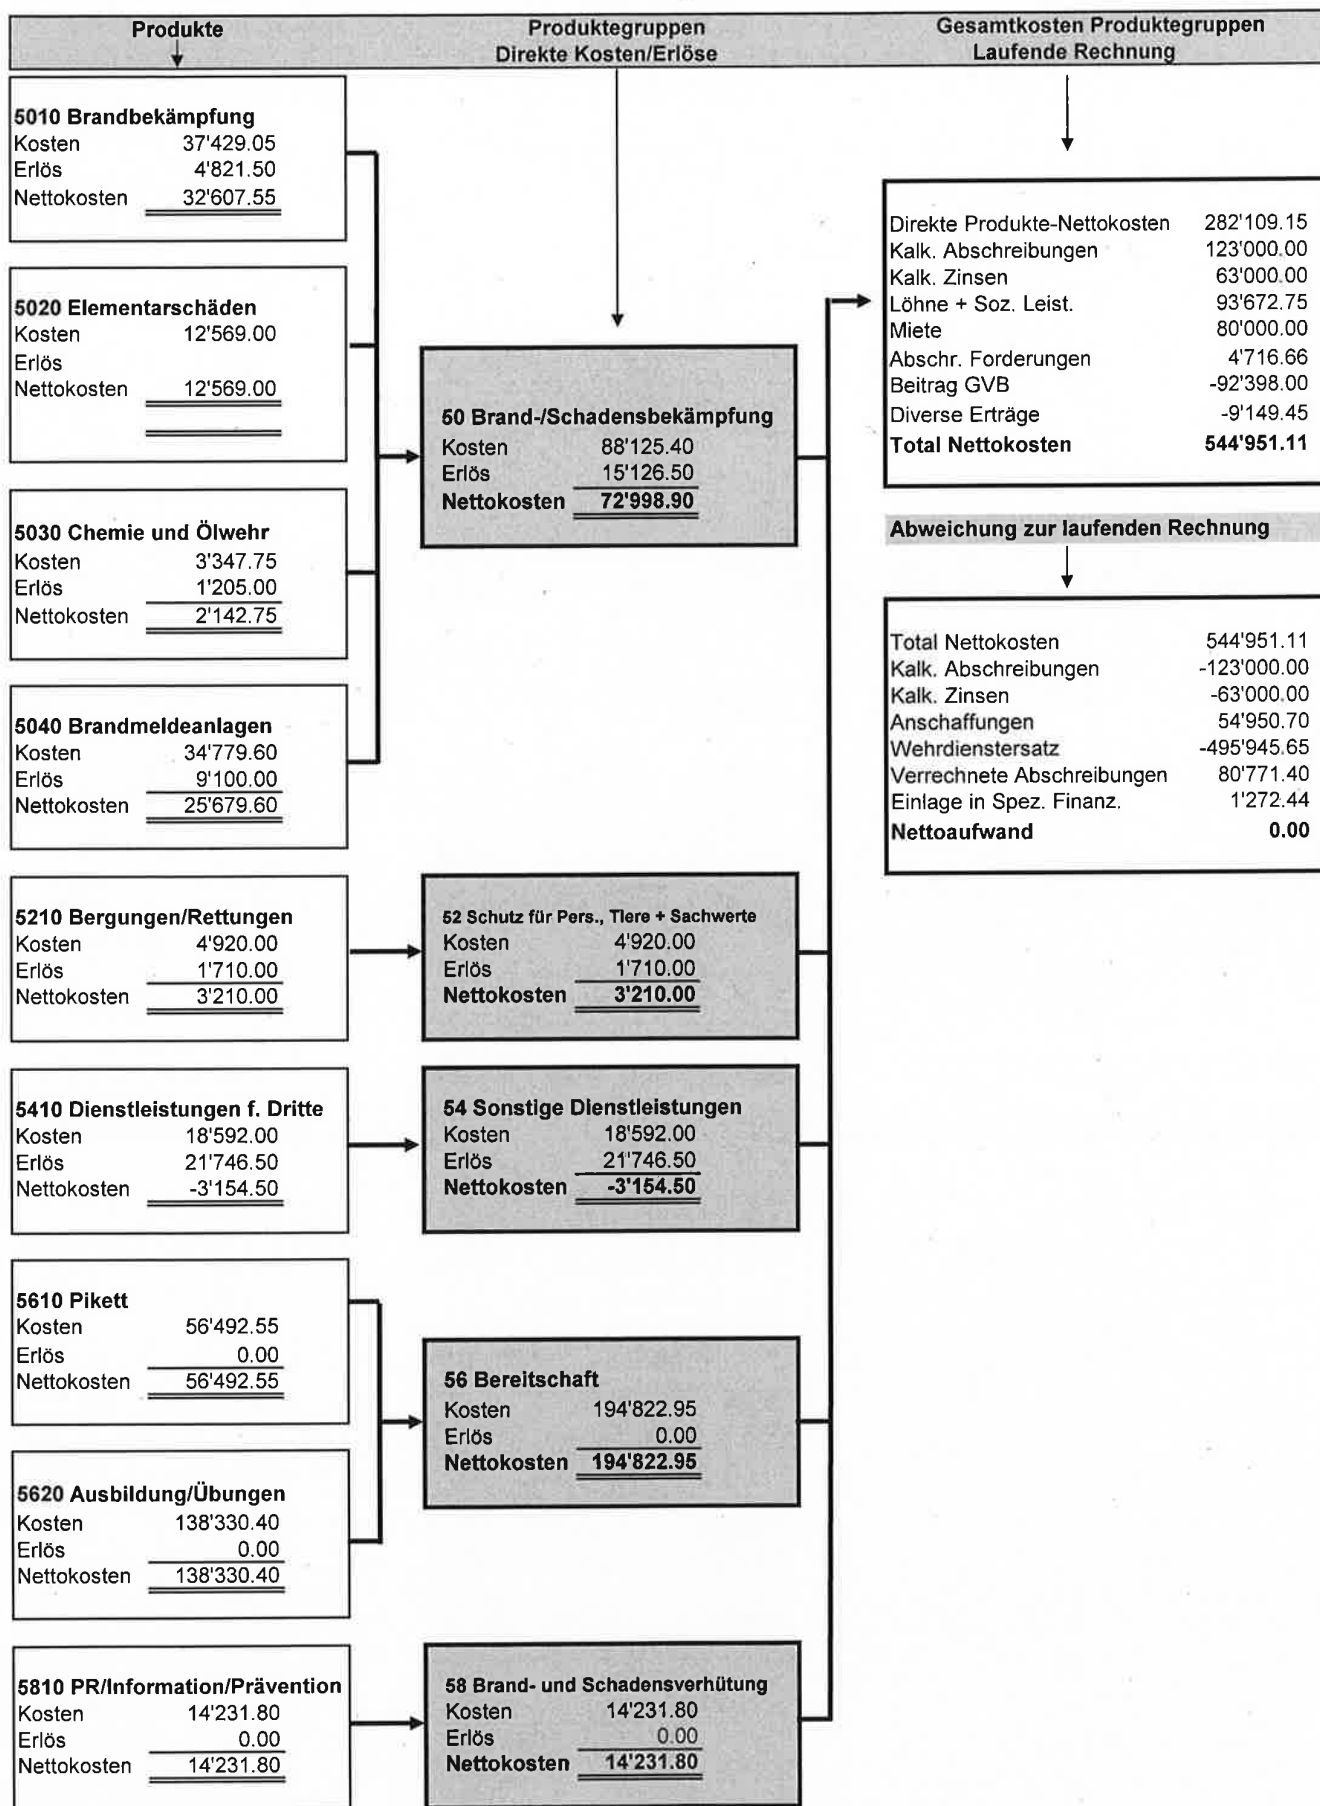 Produkte
Produktegruppen
Direkte Kosten/Erlöse
Gesamtkosten Produktegruppen
Laufende Rechnung
5010 Brandbekämpfung
Kosten 37'429.05
Erlös 4'821.50
Nettokosten 32'607.55
5020 Elementarschäden
Kosten 12'569.00
Erlös
Nettokosten 12'569.00
5030 Chemie und Ölwehr
Kosten 3'347.75
Erlös 1'205.00
Nettokosten 2'142.75
5040 Brandmeldeanlagen
Kosten 34'779.60
Erlös 9'100.00
Nettokosten 25'679.60
5210 Bergungen/Rettungen
Kosten 4'920.00
Erlös 1'710.00
Nettokosten 3'210.00
5410 Dienstleistungen f. Dritte
Kosten 18'592.00
Erlös 21'746.50
Nettokosten -3'154.50
5610 Pikett
Kosten 56'492.55
Erlös 0.00
Nettokosten 56'492.55
5620 Ausbildung/Übungen
Kosten 138'330.40
Erlös 0.00
Nettokosten 138'330.40
5810 PR/Information/Prävention
Kosten 14'231.80
Erlös 0.00
Nettokosten 14'231.80
50 Brand-/Schadensbekämpfung
Kosten 88'125.40
Erlös 15'126.50
Nettokosten 72'998.90
52 Schutz für Pers., Tiere + Sachwerte
Kosten 4'920.00
Erlös 1'710.00
Nettokosten 3'210.00
54 Sonstige Dienstleistungen
Kosten 18'592.00
Erlös 21'746.50
Nettokosten -3'154.50
56 Bereitschaft
Kosten 194'822.95
Erlös 0.00
Nettokosten 194'822.95
58 Brand- und Schadensverhütung
Kosten 14'231.80
Erlös 0.00
Nettokosten 14'231.80
Direkte Produkte-Nettokosten 282'109.15
Kalk. Abschreibungen 123'000.00
Kalk. Zinsen 63'000.00
Löhne + Soz. Leist. 93'672.75
Miete 80'000.00
Abschr. Forderungen 4'716.66
Beitrag GVB -92'398.00
Diverse Erträge -9'149.45
Total Nettokosten 544'951.11
Abweichung zur laufenden Rechnung
Total Nettokosten 544'951.11
Kalk. Abschreibungen -123'000.00
Kalk. Zinsen -63'000.00
Anschaffungen 54'950.70
Wehrdienstersatz -495'945.65
Verrechnete Abschreibungen 80'771.40
Einlage in Spez. Finanz. 1'272.44
Nettoaufwand 0.00